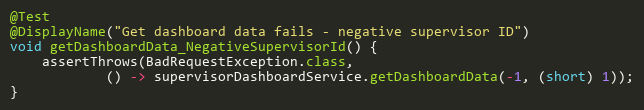 @Test
@DisplayName("Get dashboard data fails - negative supervisor ID")
void getDashboardData_NegativeSupervisorId() {
    assertThrows(BadRequestException.class,
            () -> supervisorDashboardService.getDashboardData(-1, (short) 1));
}